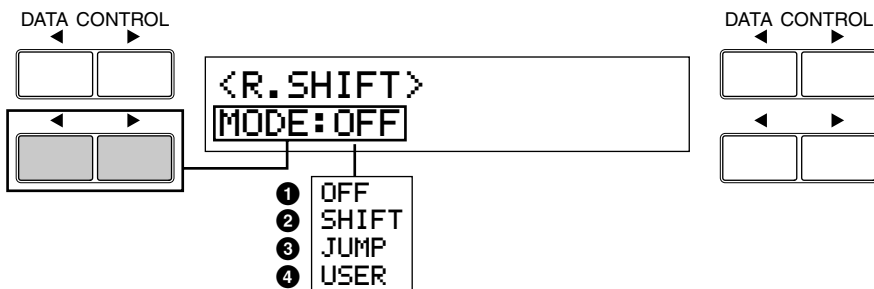 DATA CONTROL
◀ ▶
◀ ▶
<R.SHIFT>
MODE:OFF
❶ OFF
❷ SHIFT
❸ JUMP
❹ USER
DATA CONTROL
◀ ▶
◀ ▶